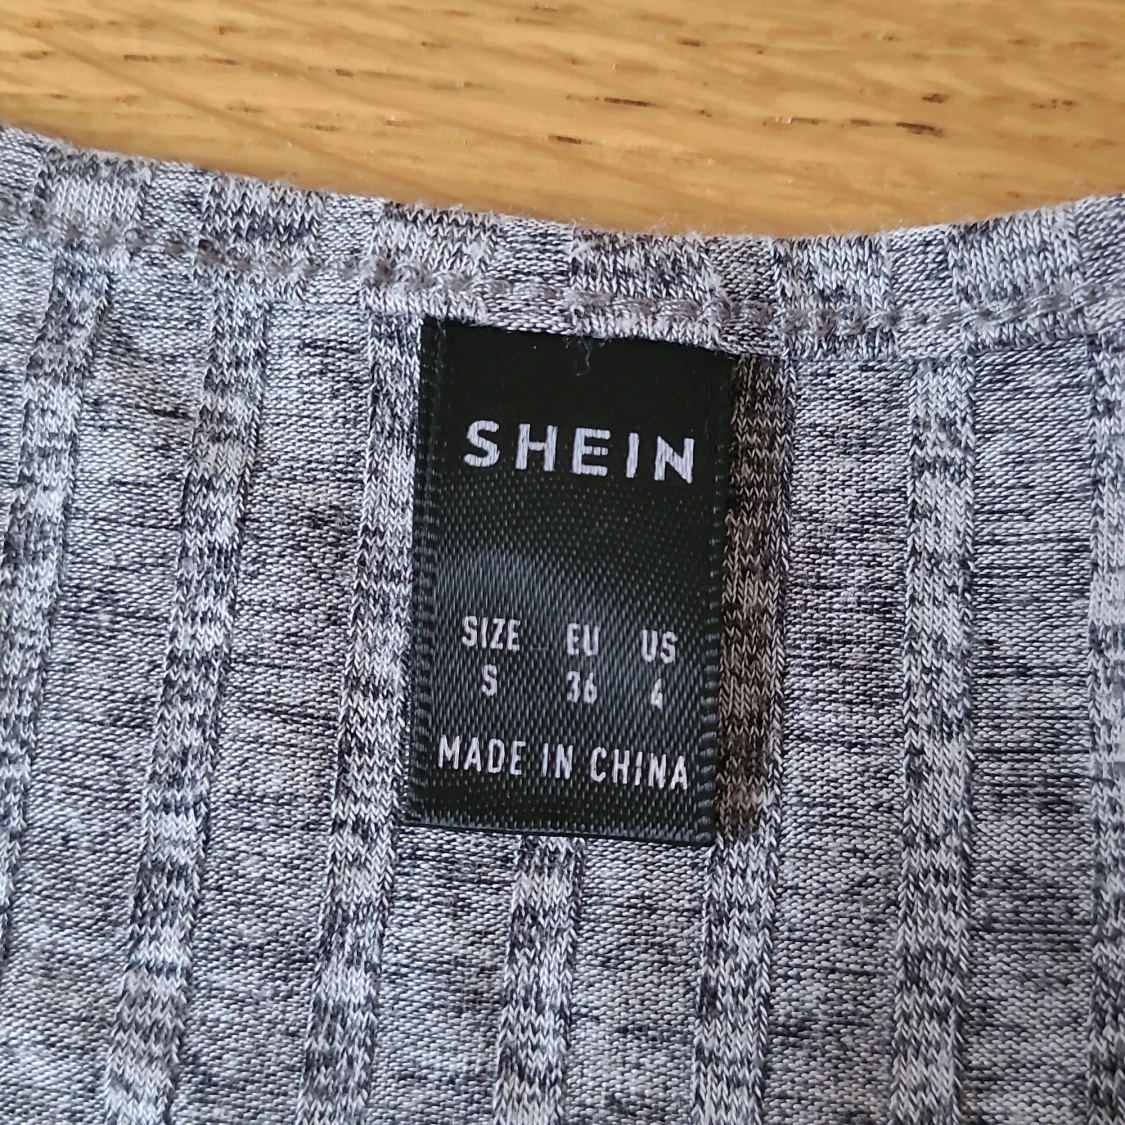 SHEIN
SIZE EU US
S 36 4
MADE IN CHINA